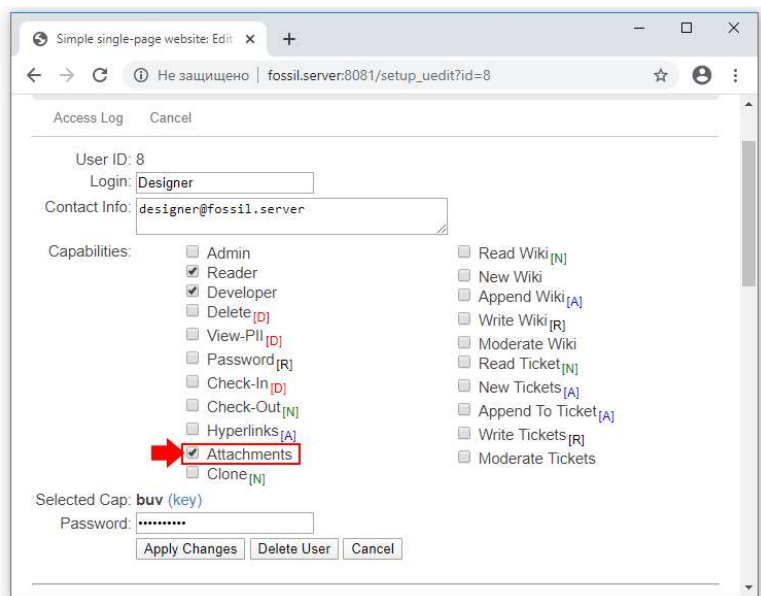 Simple single-page website: Edit
Не защищено | fossil.server:8081/setup_uedit?id=8
Access Log Cancel
User ID: 8
Login: Designer
Contact Info: designer@fossil.server
Capabilities:
Admin
Reader
Developer
Delete[D]
View-PII[D]
Password[R]
Check-In[D]
Check-Out[N]
Hyperlinks[A]
Attachments
Clone[N]
Read Wiki[N]
New Wiki
Append Wiki[A]
Write Wiki[R]
Moderate Wiki
Read Ticket[N]
New Tickets[A]
Append To Ticket[A]
Write Tickets[R]
Moderate Tickets
Selected Cap: buv (key)
Password: ••••••••••
Apply Changes Delete User Cancel